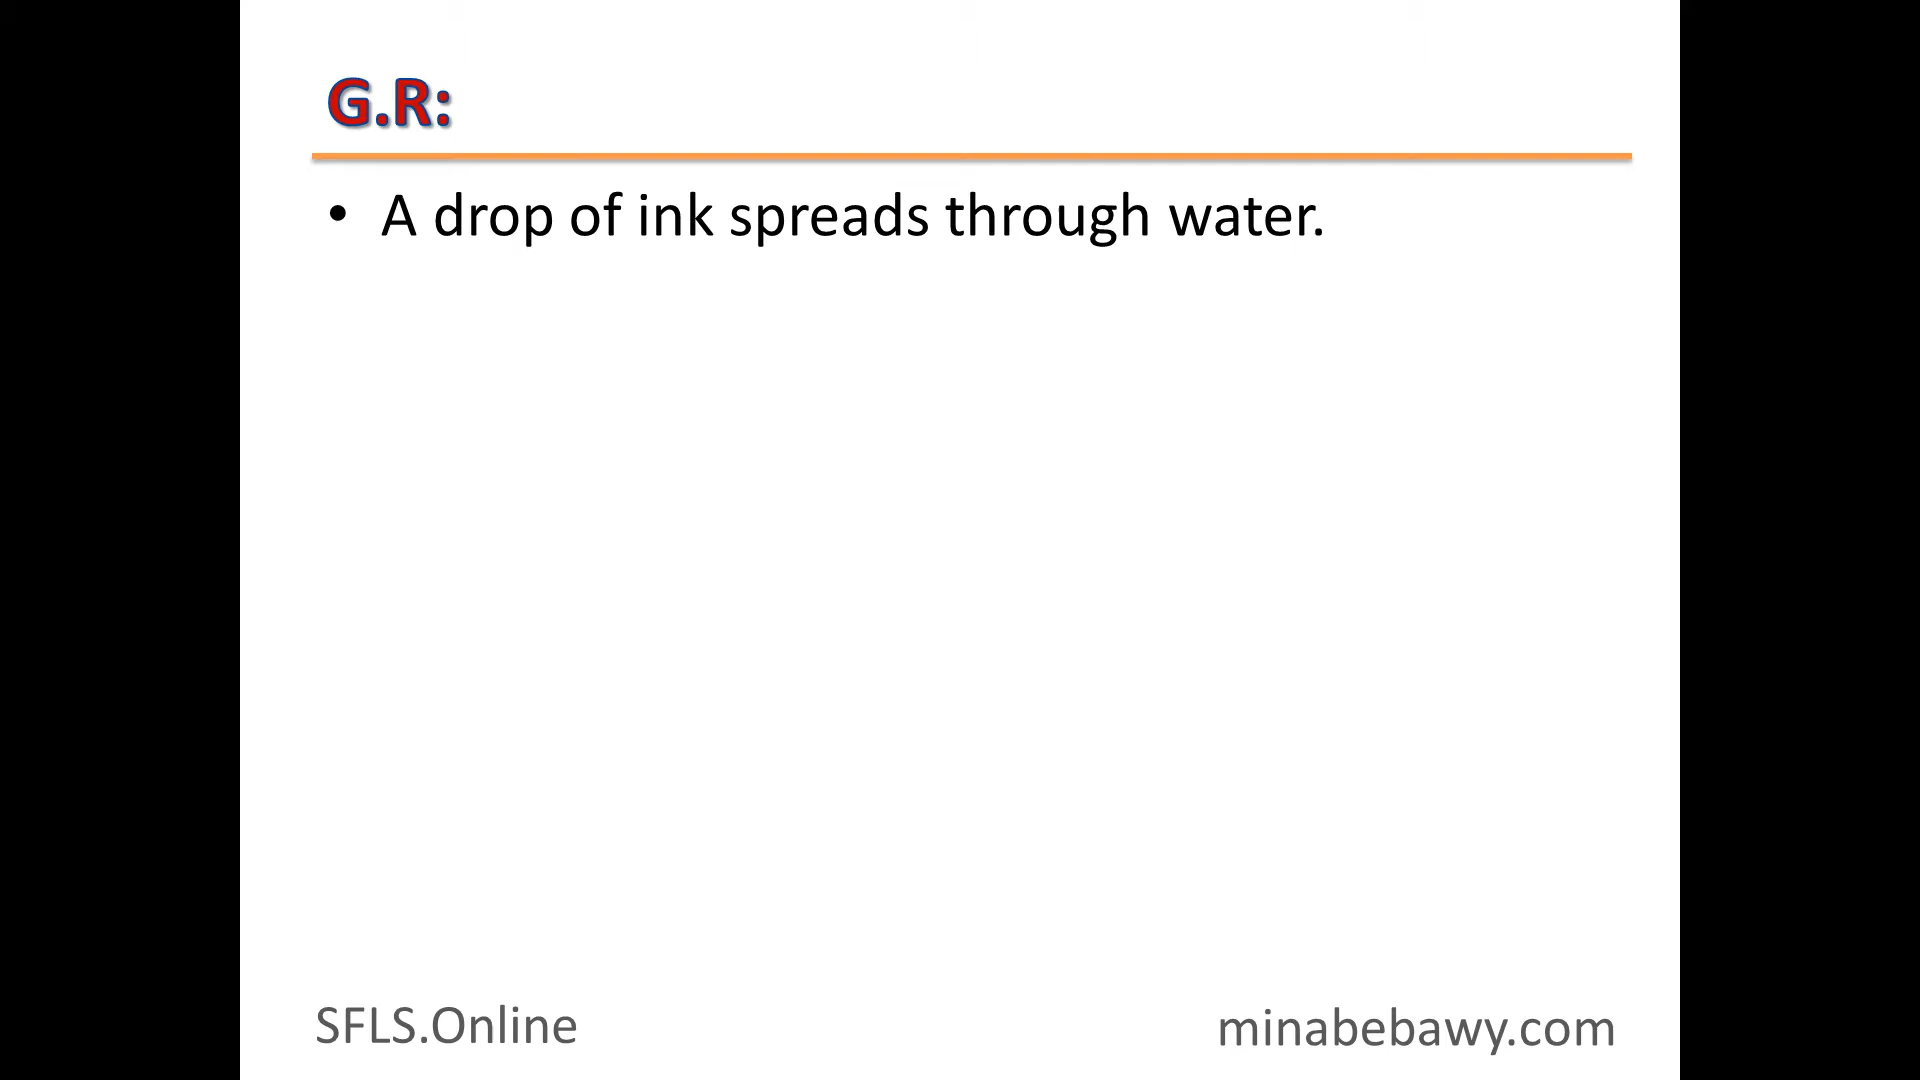 G.R:
• A drop of ink spreads through water.
SFLS.Online
minabebawy.com